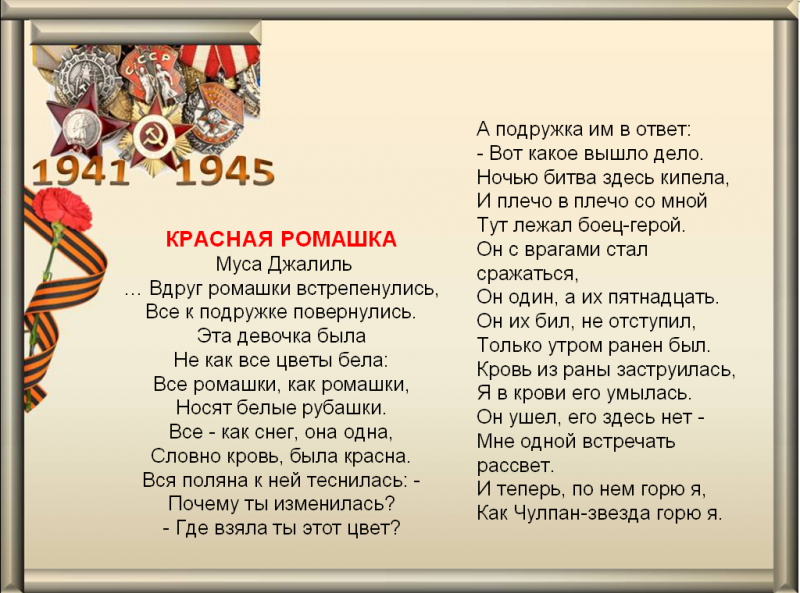 СССР
1941 1945
КРАСНАЯ РОМАШКА
Муса Джалиль
... Вдруг ромашки встрепенулись,
Все к подружке повернулись.
Эта девочка была
Не как все цветы бела:
Все ромашки, как ромашки,
Носят белые рубашки.
Все - как снег, она одна,
Словно кровь, была красна.
Вся поляна к ней теснилась: -
Почему ты изменилась?
- Где взяла ты этот цвет?
А подружка им в ответ:
- Вот какое вышло дело.
Ночью битва здесь кипела,
И плечо в плечо со мной
Тут лежал боец-герой.
Он с врагами стал
сражаться,
Он один, а их пятнадцать.
Он их бил, не отступил,
Только утром ранен был.
Кровь из раны заструилась,
Я в крови его умылась.
Он ушел, его здесь нет -
Мне одной встречать
рассвет.
И теперь, по нем горю я,
Как Чулпан-звезда горю я.